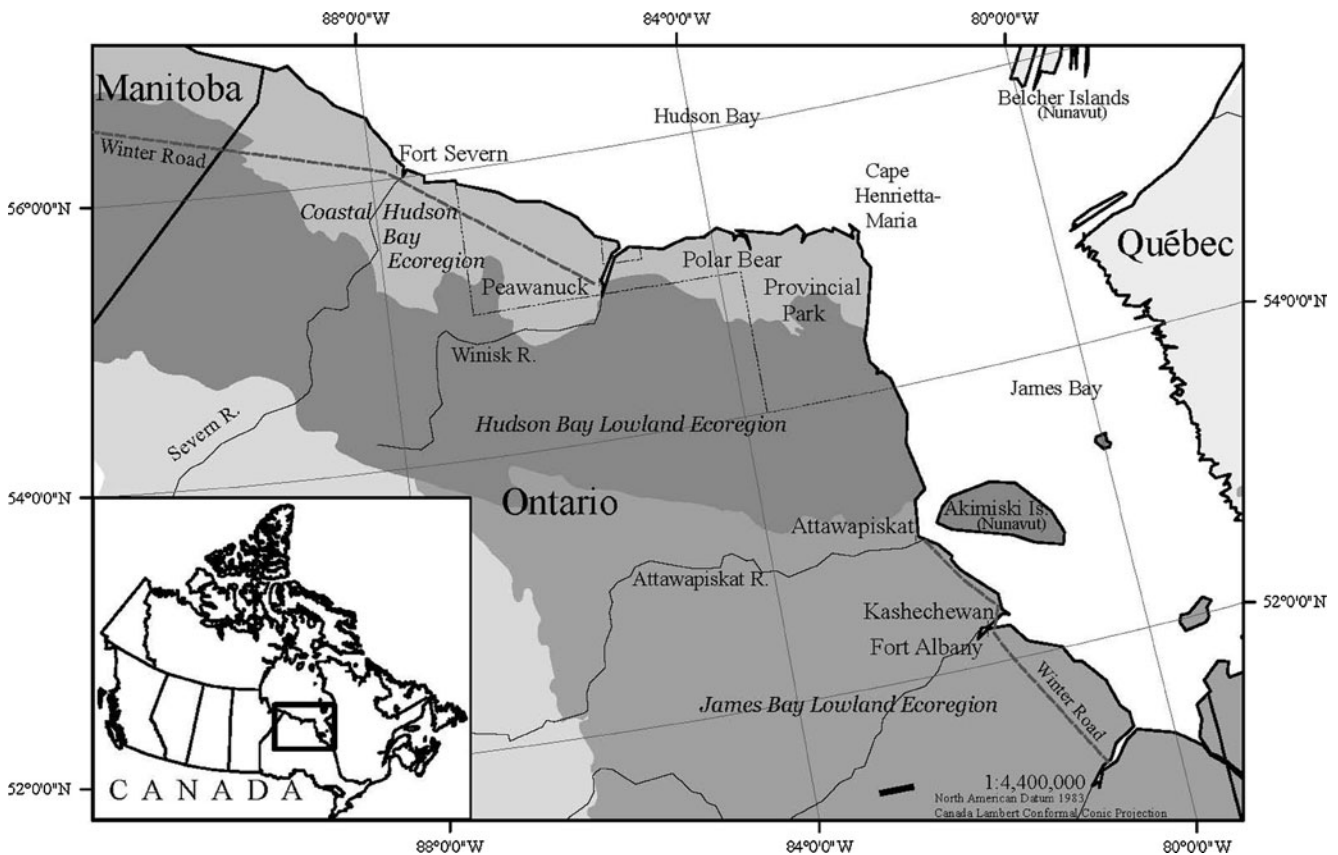 88°0'0"W
84°0'0"W
80°0'0"W
Manitoba
Belcher Islands
(Nunavut)
Hudson Bay
Winter Road
Fort Severn
Cape
Henrietta-
Maria
56°0'0"N
Coastal Hudson
Bay
Ecoregion
Québec
Polar Bear
Provincial
Park
Peawanuck
54°0'0"N
Winisk R.
James Bay
Severn R.
Hudson Bay Lowland Ecoregion
54°0'0"N
Ontario
Akimiski Is.
(Nunavut)
Attawapiskat
Attawapiskat R.
Kashechewan
52°0'0"N
Fort Albany
Winter Road
James Bay Lowland Ecoregion
CANADA
52°0'0"N
1:4,400,000
North American Datum 1983
Canada Lambert Conformal Conic Projection
88°0'0"W
84°0'0"W
80°0'0"W